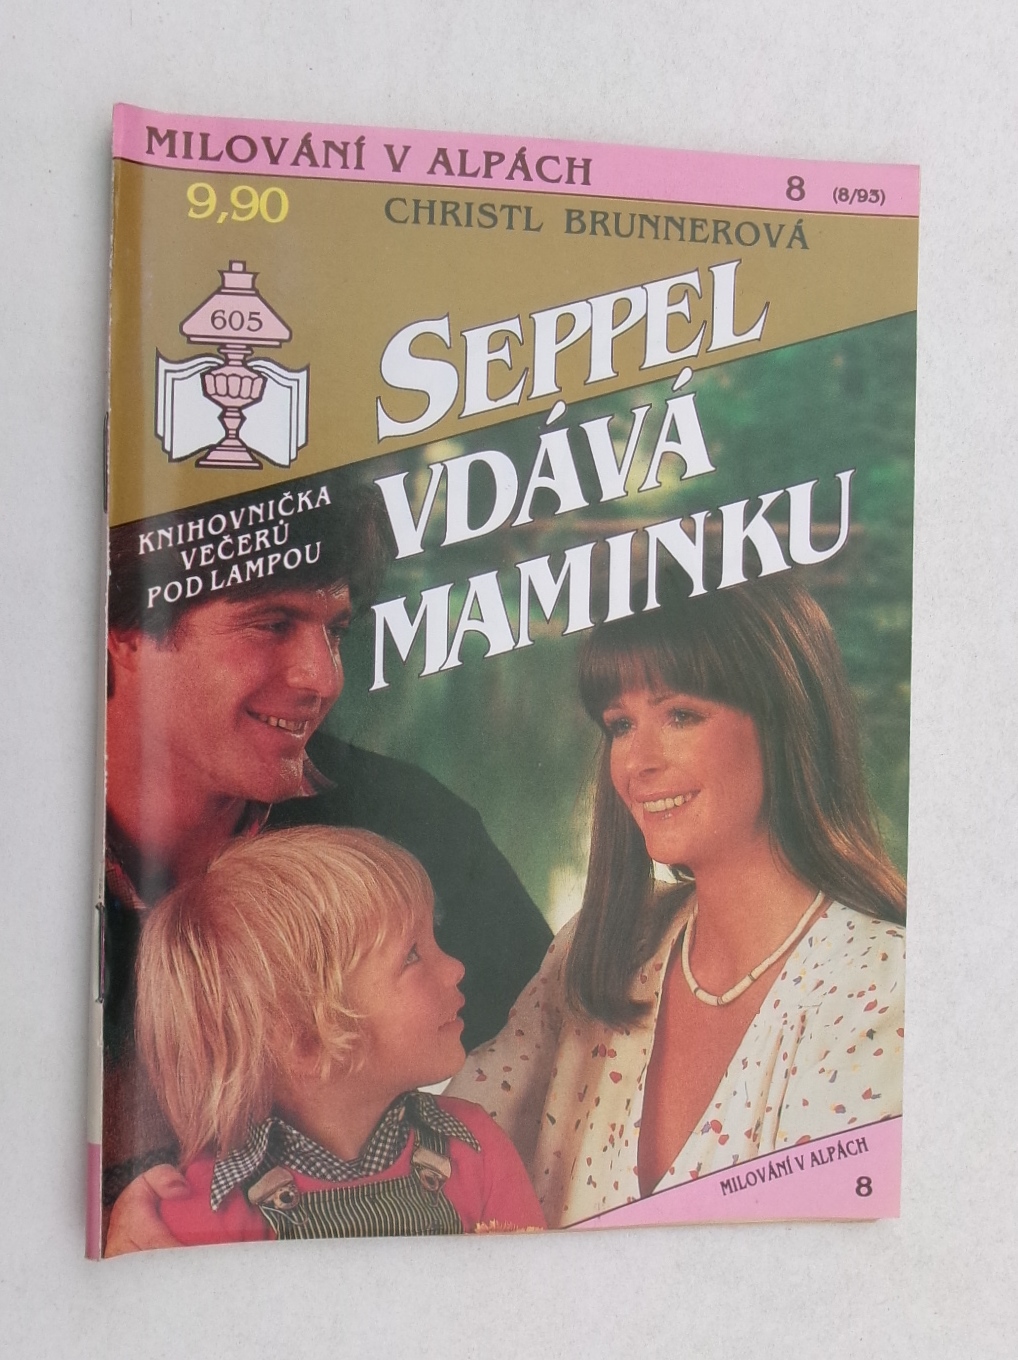 MILOVÁNÍ V ALPÁCH 8 (8/93)
9,90
CHRISTL BRUNNEROVÁ
605
SEPPEL
VDÁVÁ
MAMINKU
KNIHOVNIČKA
VEČERŮ
POD LAMPOU
MILOVÁNÍ V ALPÁCH
8